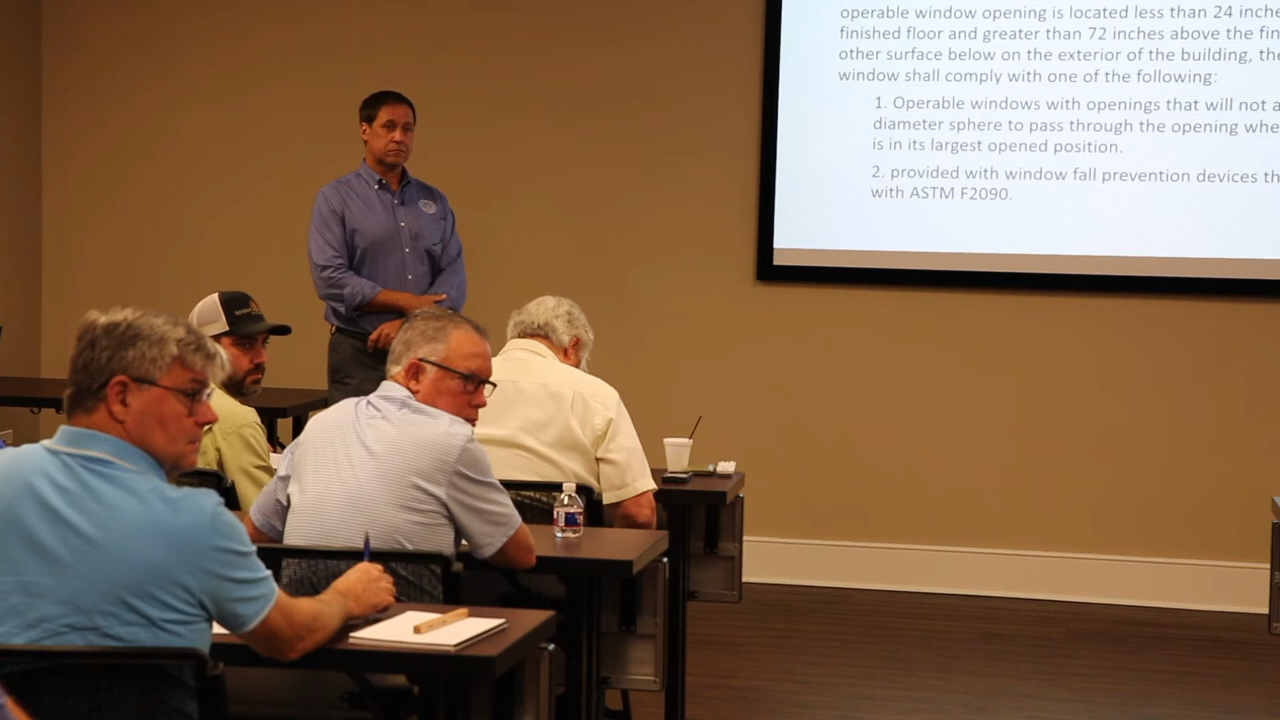 operable window opening is located less than 24 inche
finished floor and greater than 72 inches above the fin
other surface below on the exterior of the building, the
window shall comply with one of the following:
1. Operable windows with openings that will not a
diameter sphere to pass through the opening whe
is in its largest opened position.
2. provided with window fall prevention devices th
with ASTM F2090.